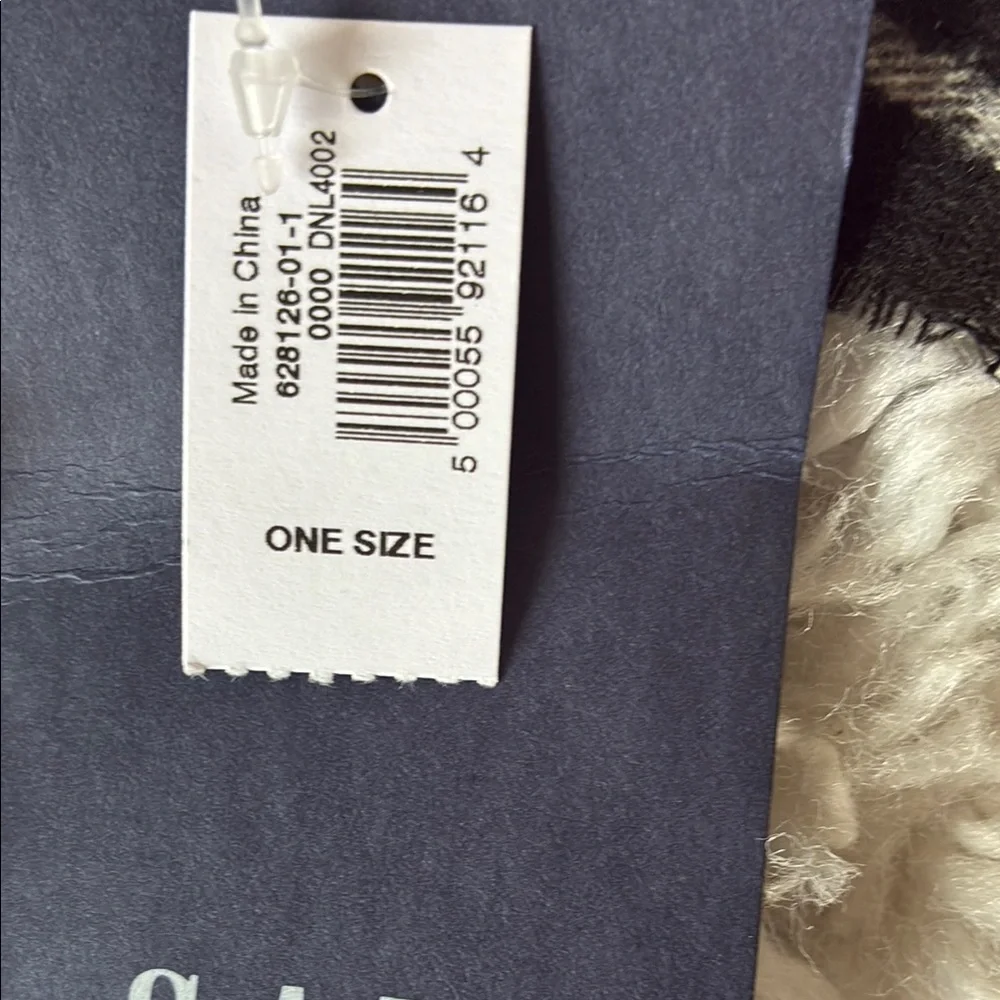 Made in China
628126-01-1
0000 DNL4002
5 00055 92116 4
ONE SIZE